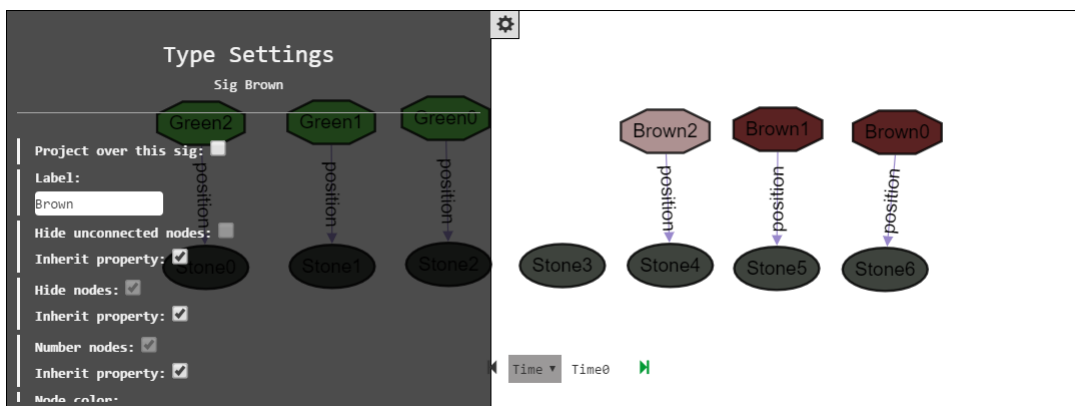 Type Settings
Sig Brown
Green2
Green1
Green0
Brown2
Brown1
Brown0
Project over this sig:
Label:
Brown
position
position
position
position
position
position
Hide unconnected nodes:
Inherit property:
Stone0
Stone1
Stone2
Stone3
Stone4
Stone5
Stone6
Hide nodes:
Inherit property:
Number nodes:
Inherit property:
Time ▼ Time0
Node color: